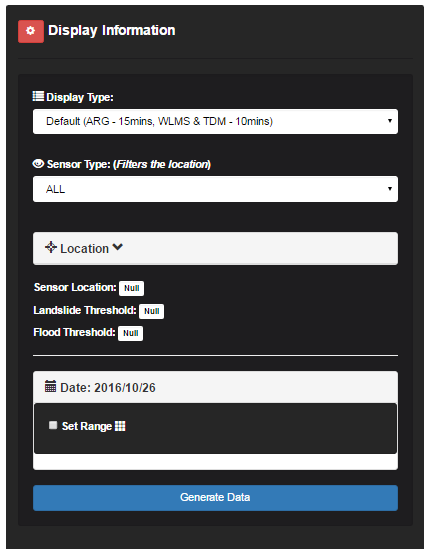 Display Information
Display Type:
Default (ARG - 15mins, WLMS & TDM - 10mins)
Sensor Type: (Filters the location)
ALL
Location
Sensor Location: Null
Landslide Threshold: Null
Flood Threshold: Null
Date: 2016/10/26
Set Range
Generate Data